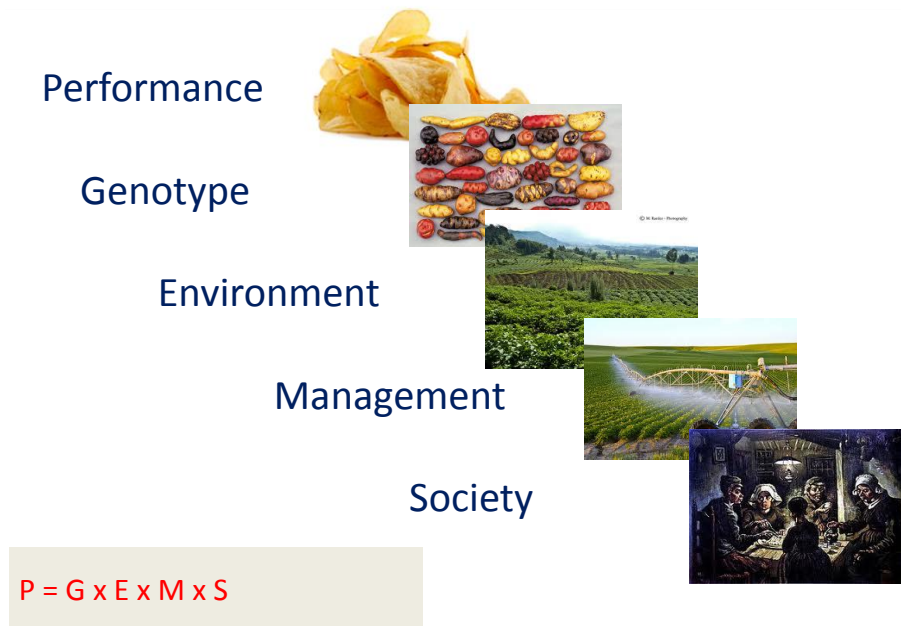 Performance
Genotype
Environment
Management
Society
P = G x E x M x S